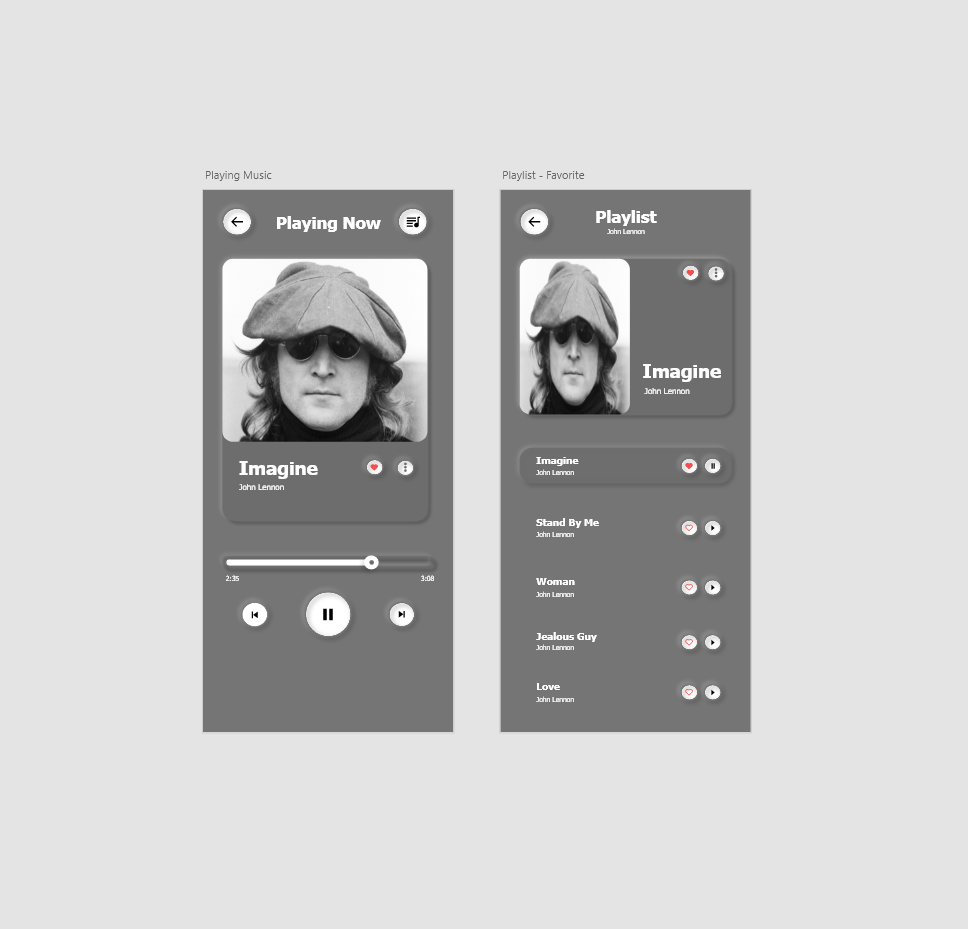 Playing Music
Playing Now
Imagine
John Lennon
2:35
3:08
Playlist - Favorite
Playlist
John Lennon
Imagine
John Lennon
Imagine
John Lennon
Stand By Me
John Lennon
Woman
John Lennon
Jealous Guy
John Lennon
Love
John Lennon